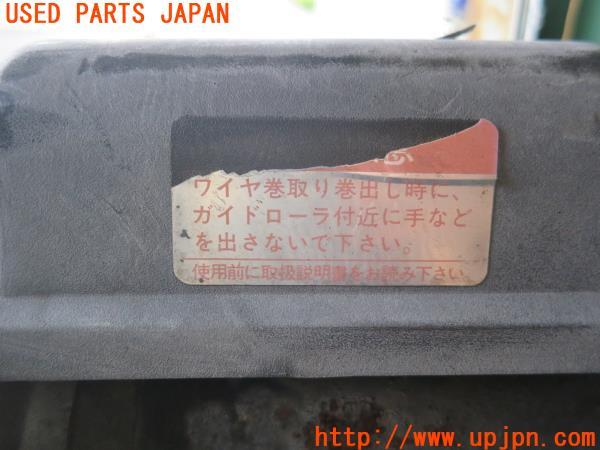 USED PARTS JAPAN
ワイヤ巻取り巻出し時に、
ガイドローラ付近に手など
を出さないで下さい。
使用前に取扱説明書をお読み下さい。
http://www.upjpn.com